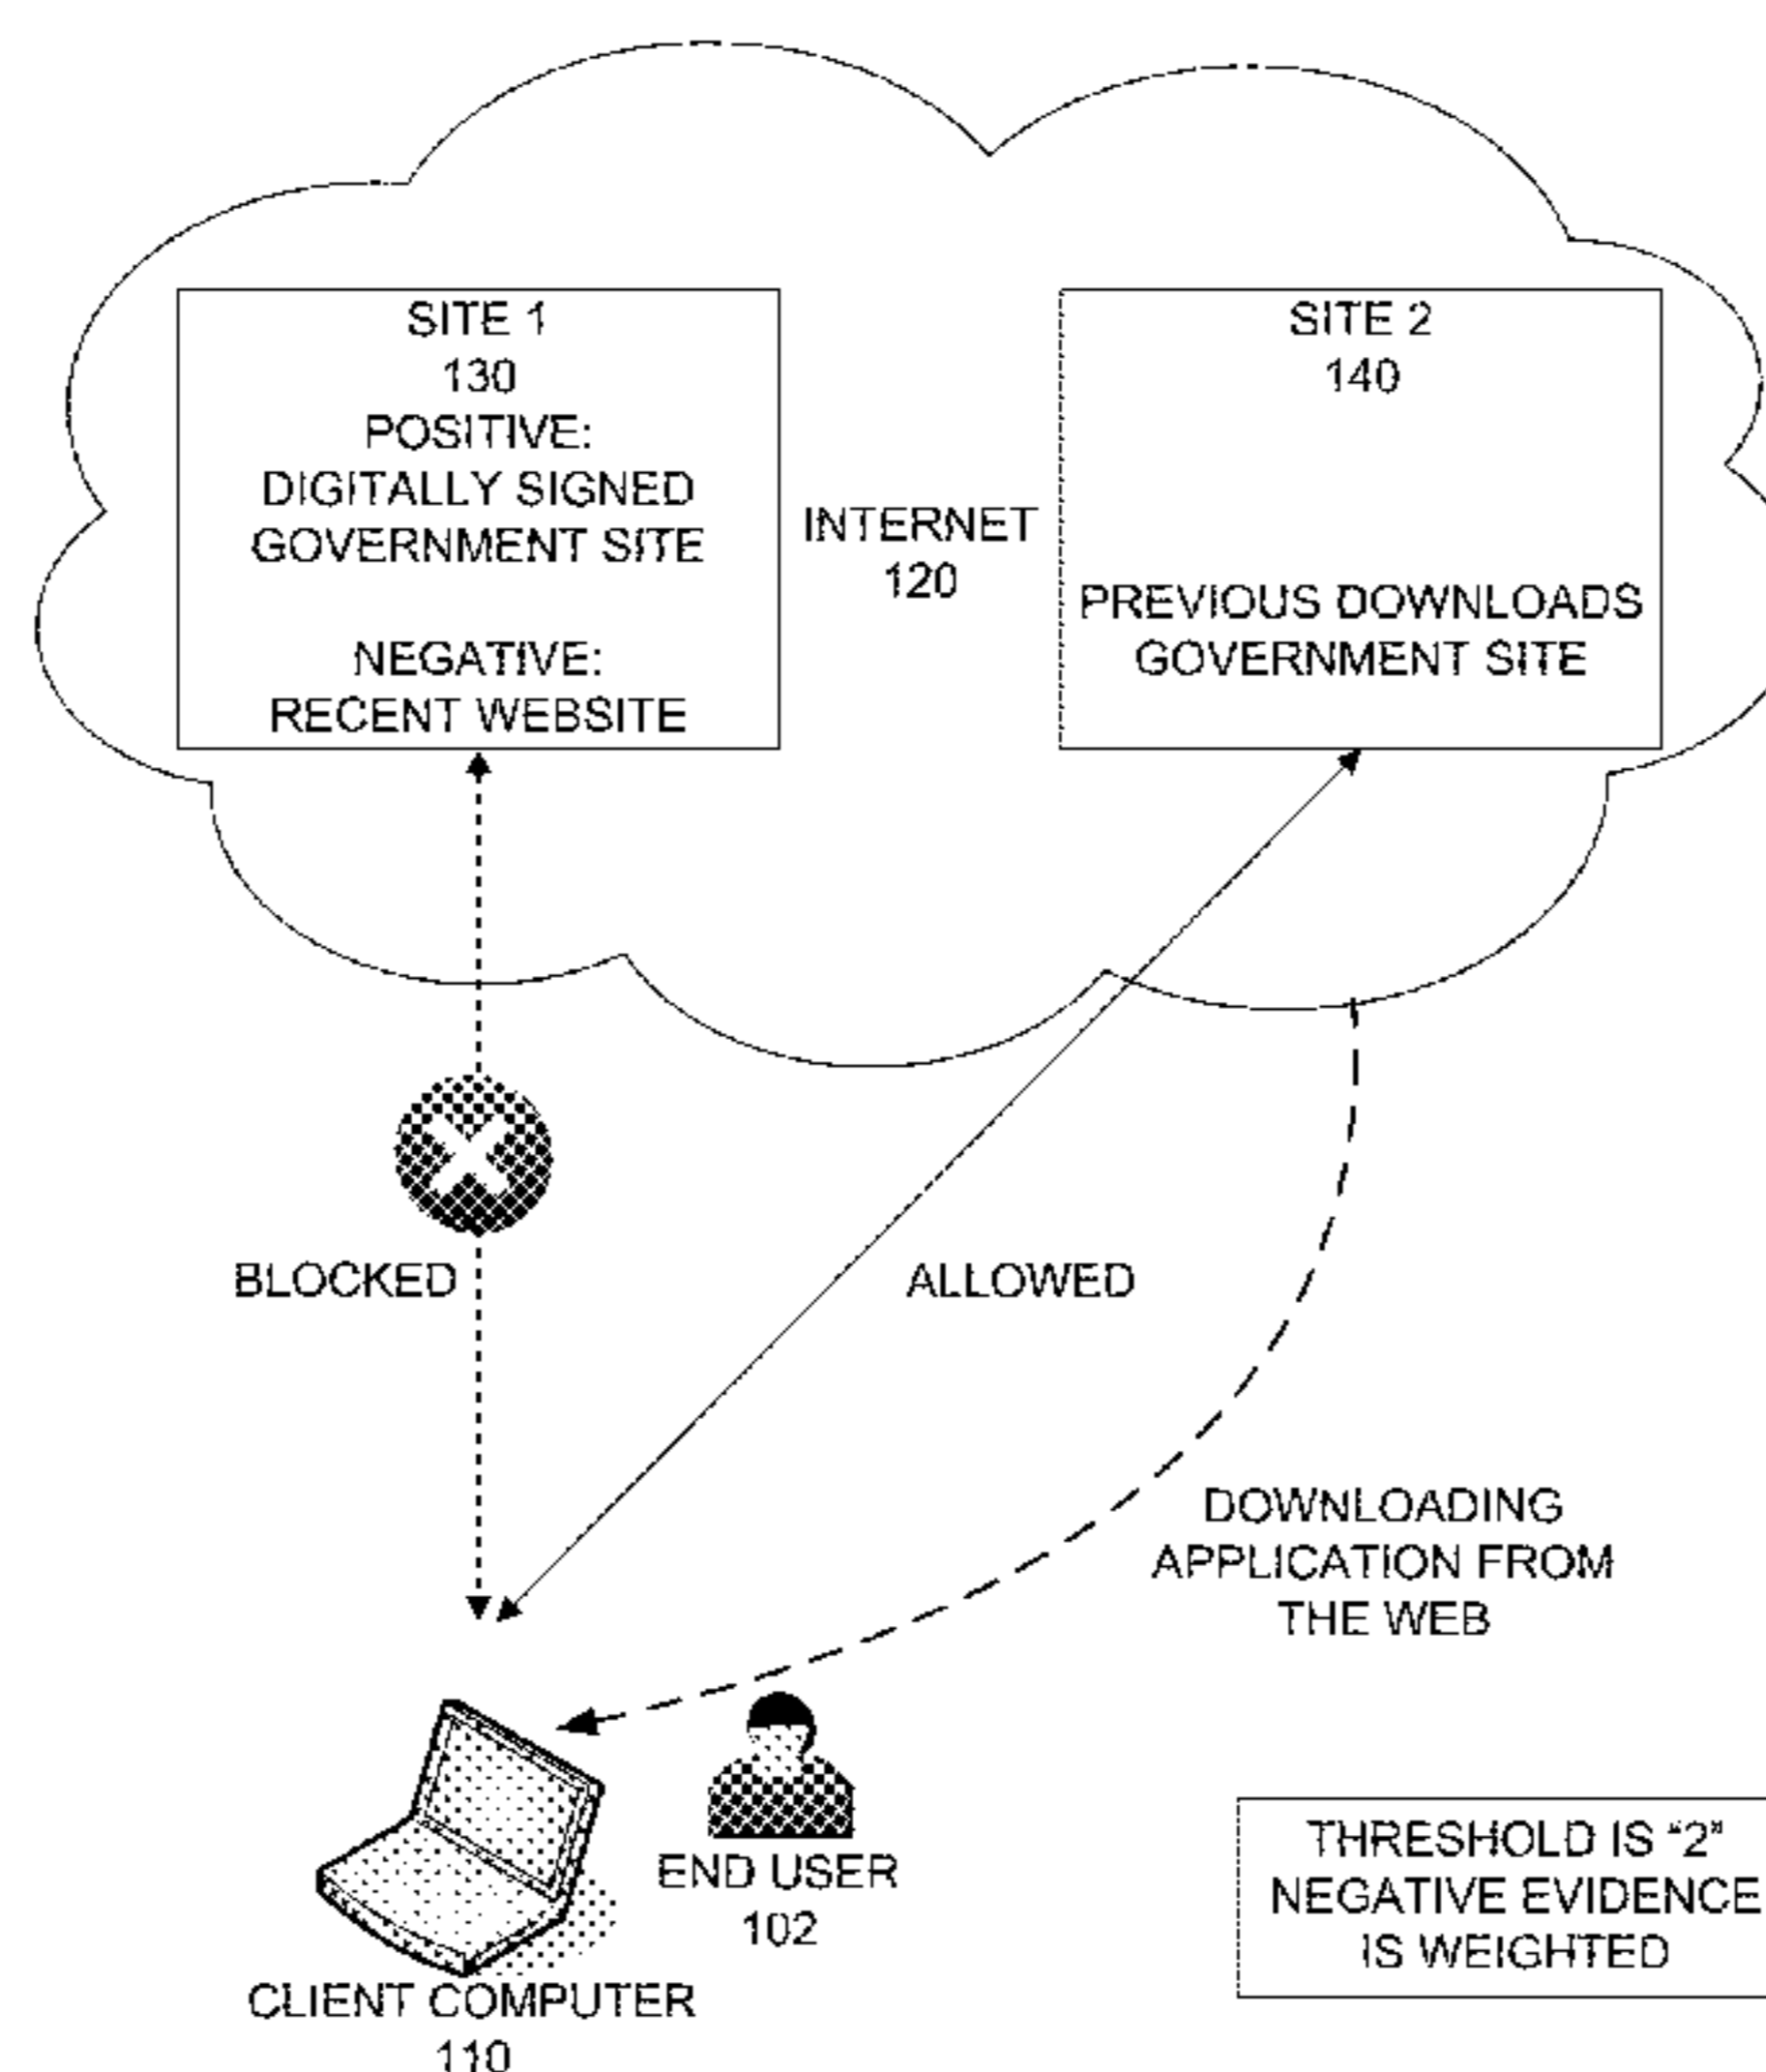 SITE 1
130
POSITIVE:
DIGITALLY SIGNED
GOVERNMENT SITE
NEGATIVE:
RECENT WEBSITE
INTERNET
120
SITE 2
140
PREVIOUS DOWNLOADS
GOVERNMENT SITE
BLOCKED
ALLOWED
DOWNLOADING
APPLICATION FROM
THE WEB
END USER
102
CLIENT COMPUTER
110
THRESHOLD IS "2"
NEGATIVE EVIDENCE
IS WEIGHTED